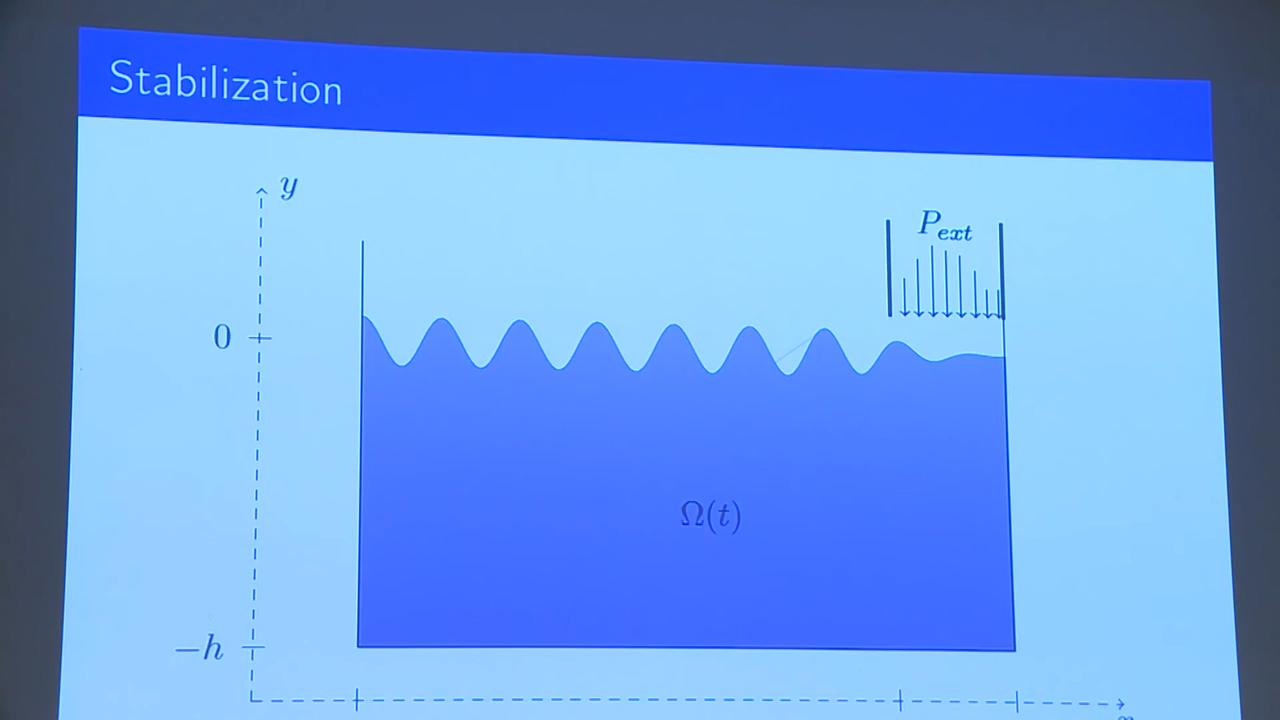 Stabilization
y
P_ext
0
Ω(t)
−h